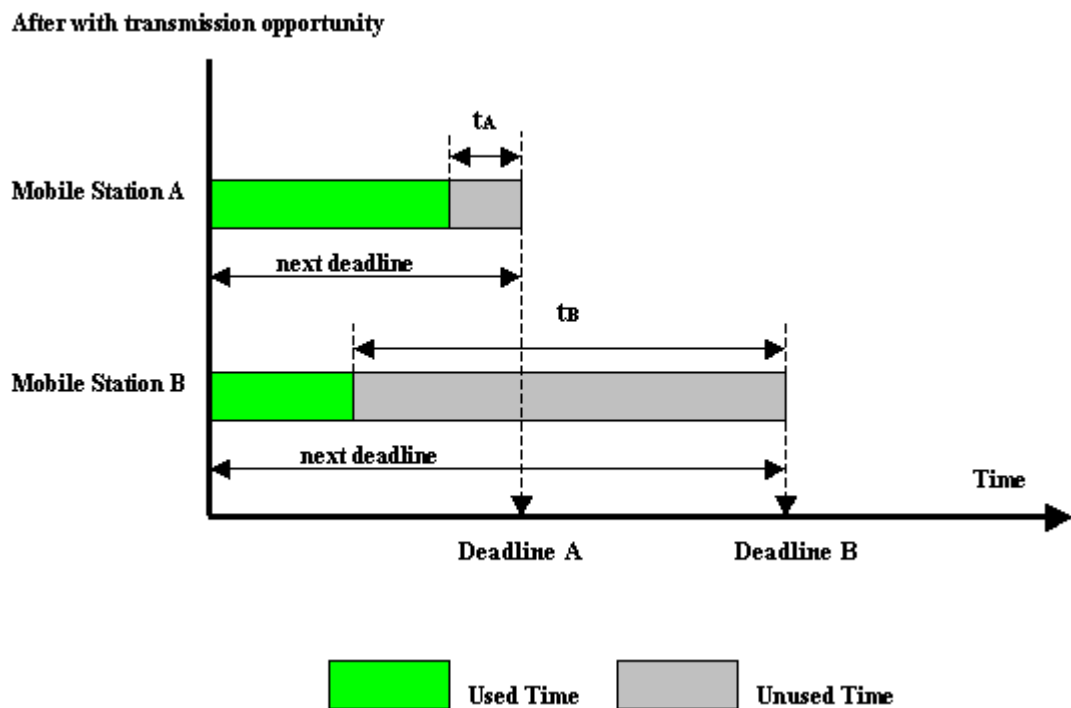 After with transmission opportunity
tA
Mobile Station A
next deadline
tB
Mobile Station B
next deadline
Time
Deadline A
Deadline B
Used Time
Unused Time